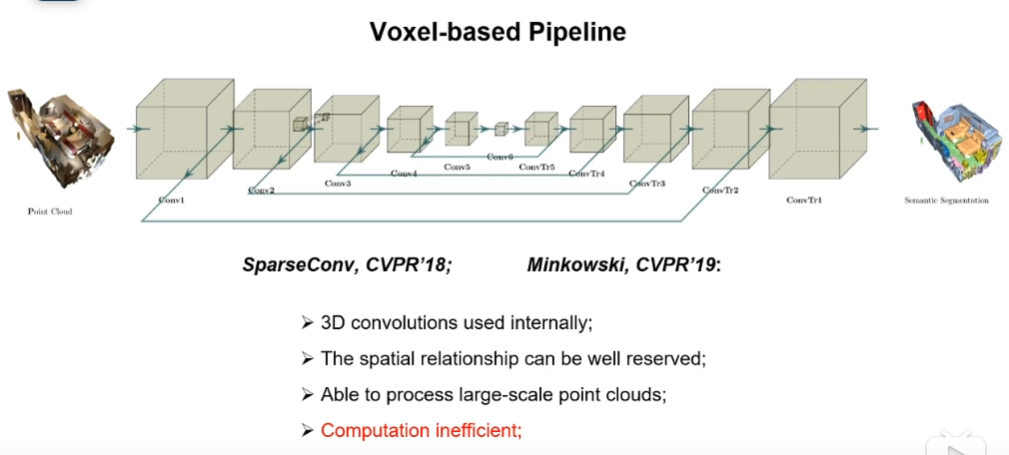 Voxel-based Pipeline
Point Cloud
Conv1
Conv2
Conv3
Conv4
Conv5
Conv6
ConvTr5
ConvTr4
ConvTr3
ConvTr2
ConvTr1
Semantic Segmentation
SparseConv, CVPR'18; Minkowski, CVPR'19:
➢ 3D convolutions used internally;
➢ The spatial relationship can be well reserved;
➢ Able to process large-scale point clouds;
➢ Computation inefficient;